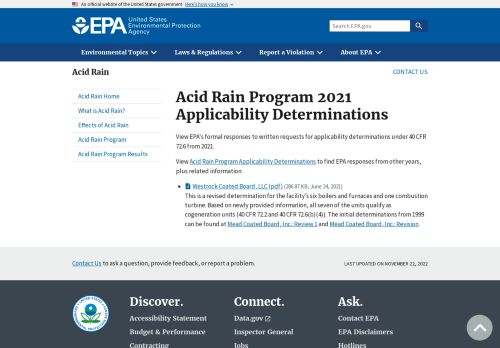 An official website of the United States government Here's how you know
EPA United States
Environmental Protection
Agency
Search EPA.gov
Environmental Topics Laws & Regulations Report a Violation About EPA
Acid Rain
CONTACT US
Acid Rain Home
What is Acid Rain?
Effects of Acid Rain
Acid Rain Program
Acid Rain Program Results
Acid Rain Program 2021
Applicability Determinations
View EPA's formal responses to written requests for applicability determinations under 40 CFR
72.6 from 2021.
View Acid Rain Program Applicability Determinations to find EPA responses from other years,
plus related information:
Westrock Coated Board, LLC (pdf) (286.87 KB, June 24, 2021)
This is a revised determination for the facility's six boilers and furnaces and one combustion
turbine. Based on newly provided information, all seven of the units qualify as
cogeneration units (40 CFR 72.2 and 40 CFR 72.6(b)(4)). The initial determinations from 1999
can be found at Mead Coated Board, Inc.: Review 1 and Mead Coated Board, Inc.: Revision.
Contact Us to ask a question, provide feedback, or report a problem.
LAST UPDATED ON NOVEMBER 22, 2022
Discover.
Accessibility Statement
Budget & Performance
Contracting
Connect.
Data.gov
Inspector General
Jobs
Ask.
Contact EPA
EPA Disclaimers
Hotlines